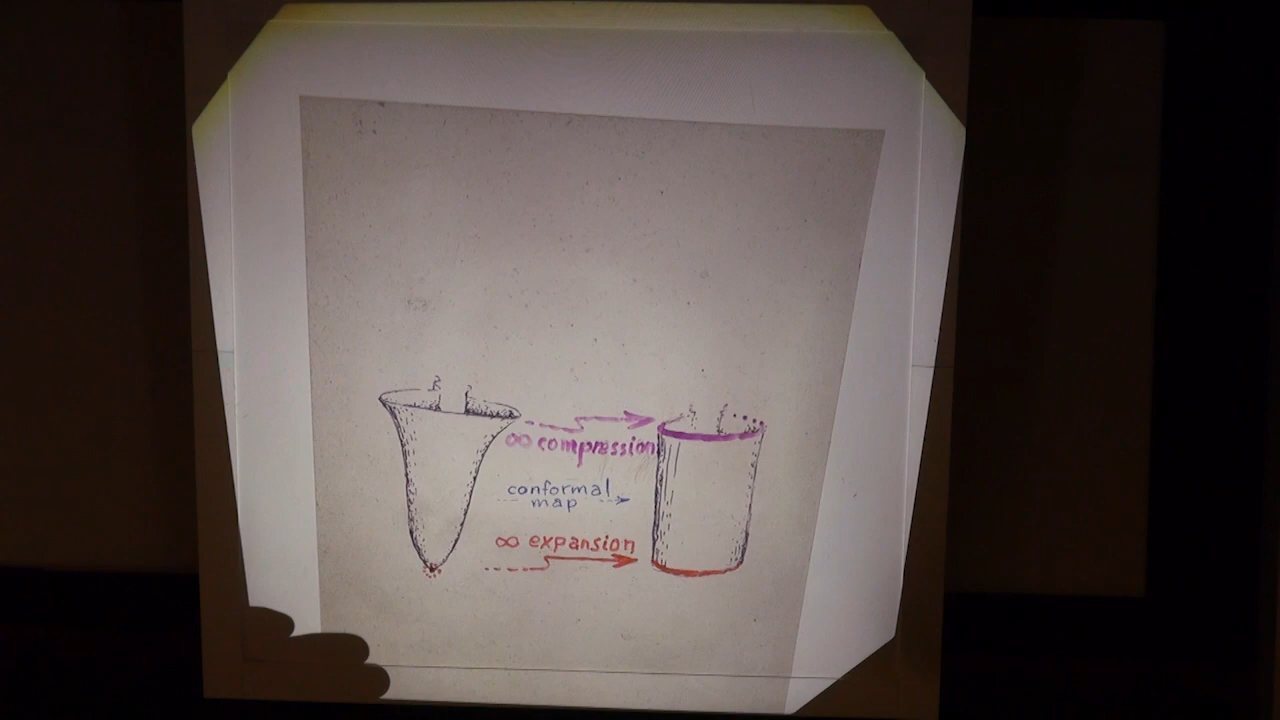 ∞ compression
conformal
map
∞ expansion